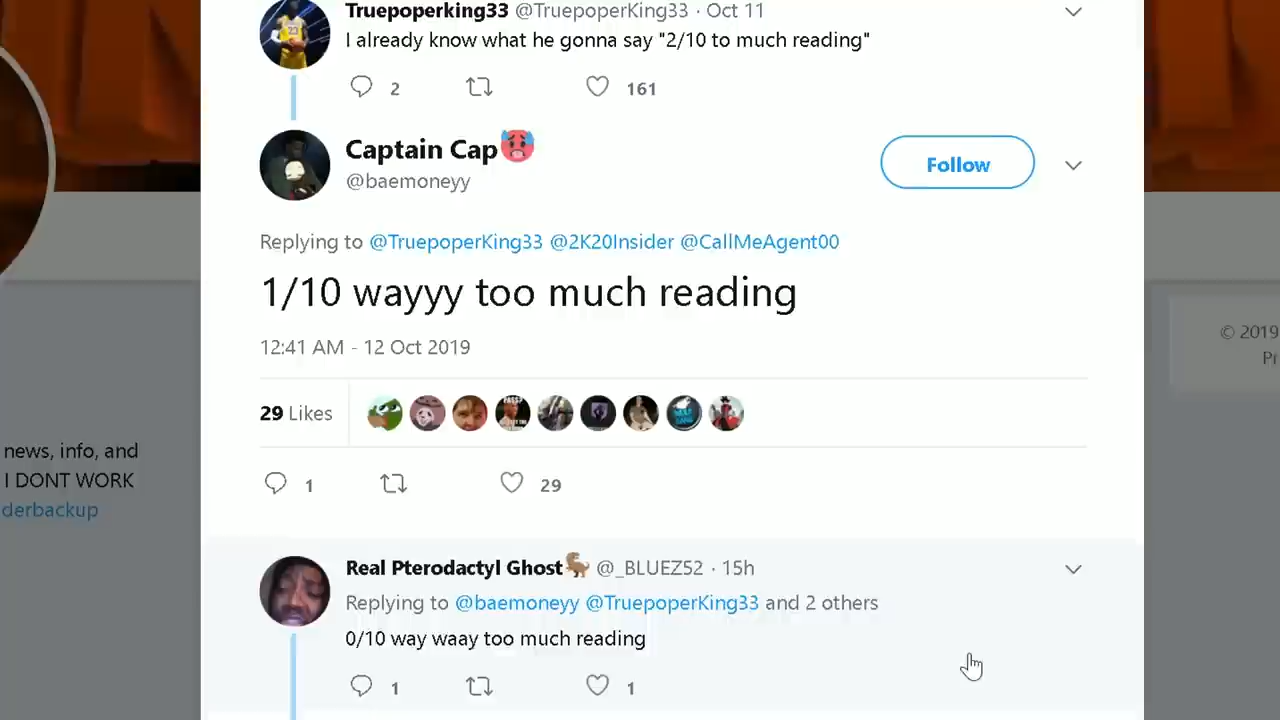 Truepoperking33 @TruepoperKing33 · Oct 11
I already know what he gonna say "2/10 to much reading"
2 161
Captain Cap
@baemoneyy
Follow
Replying to @TruepoperKing33 @2K20Insider @CallMeAgent00
1/10 wayyy too much reading
12:41 AM - 12 Oct 2019
29 Likes
1 29
Real Pterodactyl Ghost @_BLUEZ52 · 15h
Replying to @baemoneyy @TruepoperKing33 and 2 others
0/10 way waay too much reading
1 1
news, info, and
I DONT WORK
derbackup
© 2019